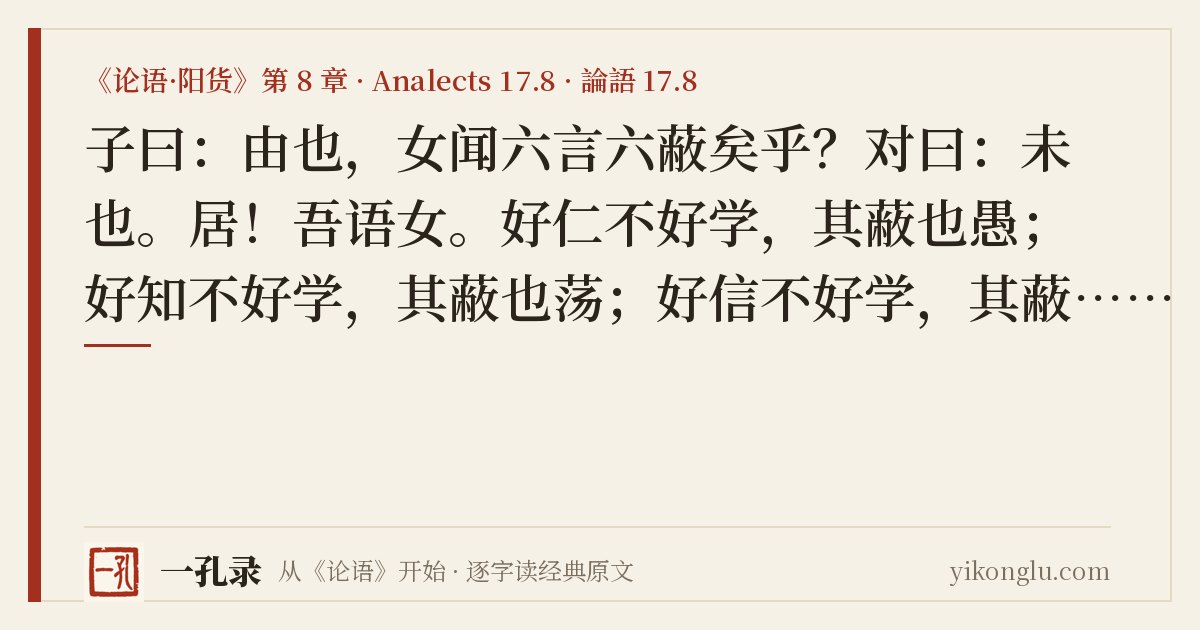 《论语·阳货》第 8 章 · Analects 17.8 · 論語 17.8
子曰：由也，女闻六言六蔽矣乎？对曰：未
也。居！吾语女。好仁不好学，其蔽也愚；
好知不好学，其蔽也荡；好信不好学，其蔽……
一孔
一孔录 从《论语》开始 · 逐字读经典原文 yikonglu.com